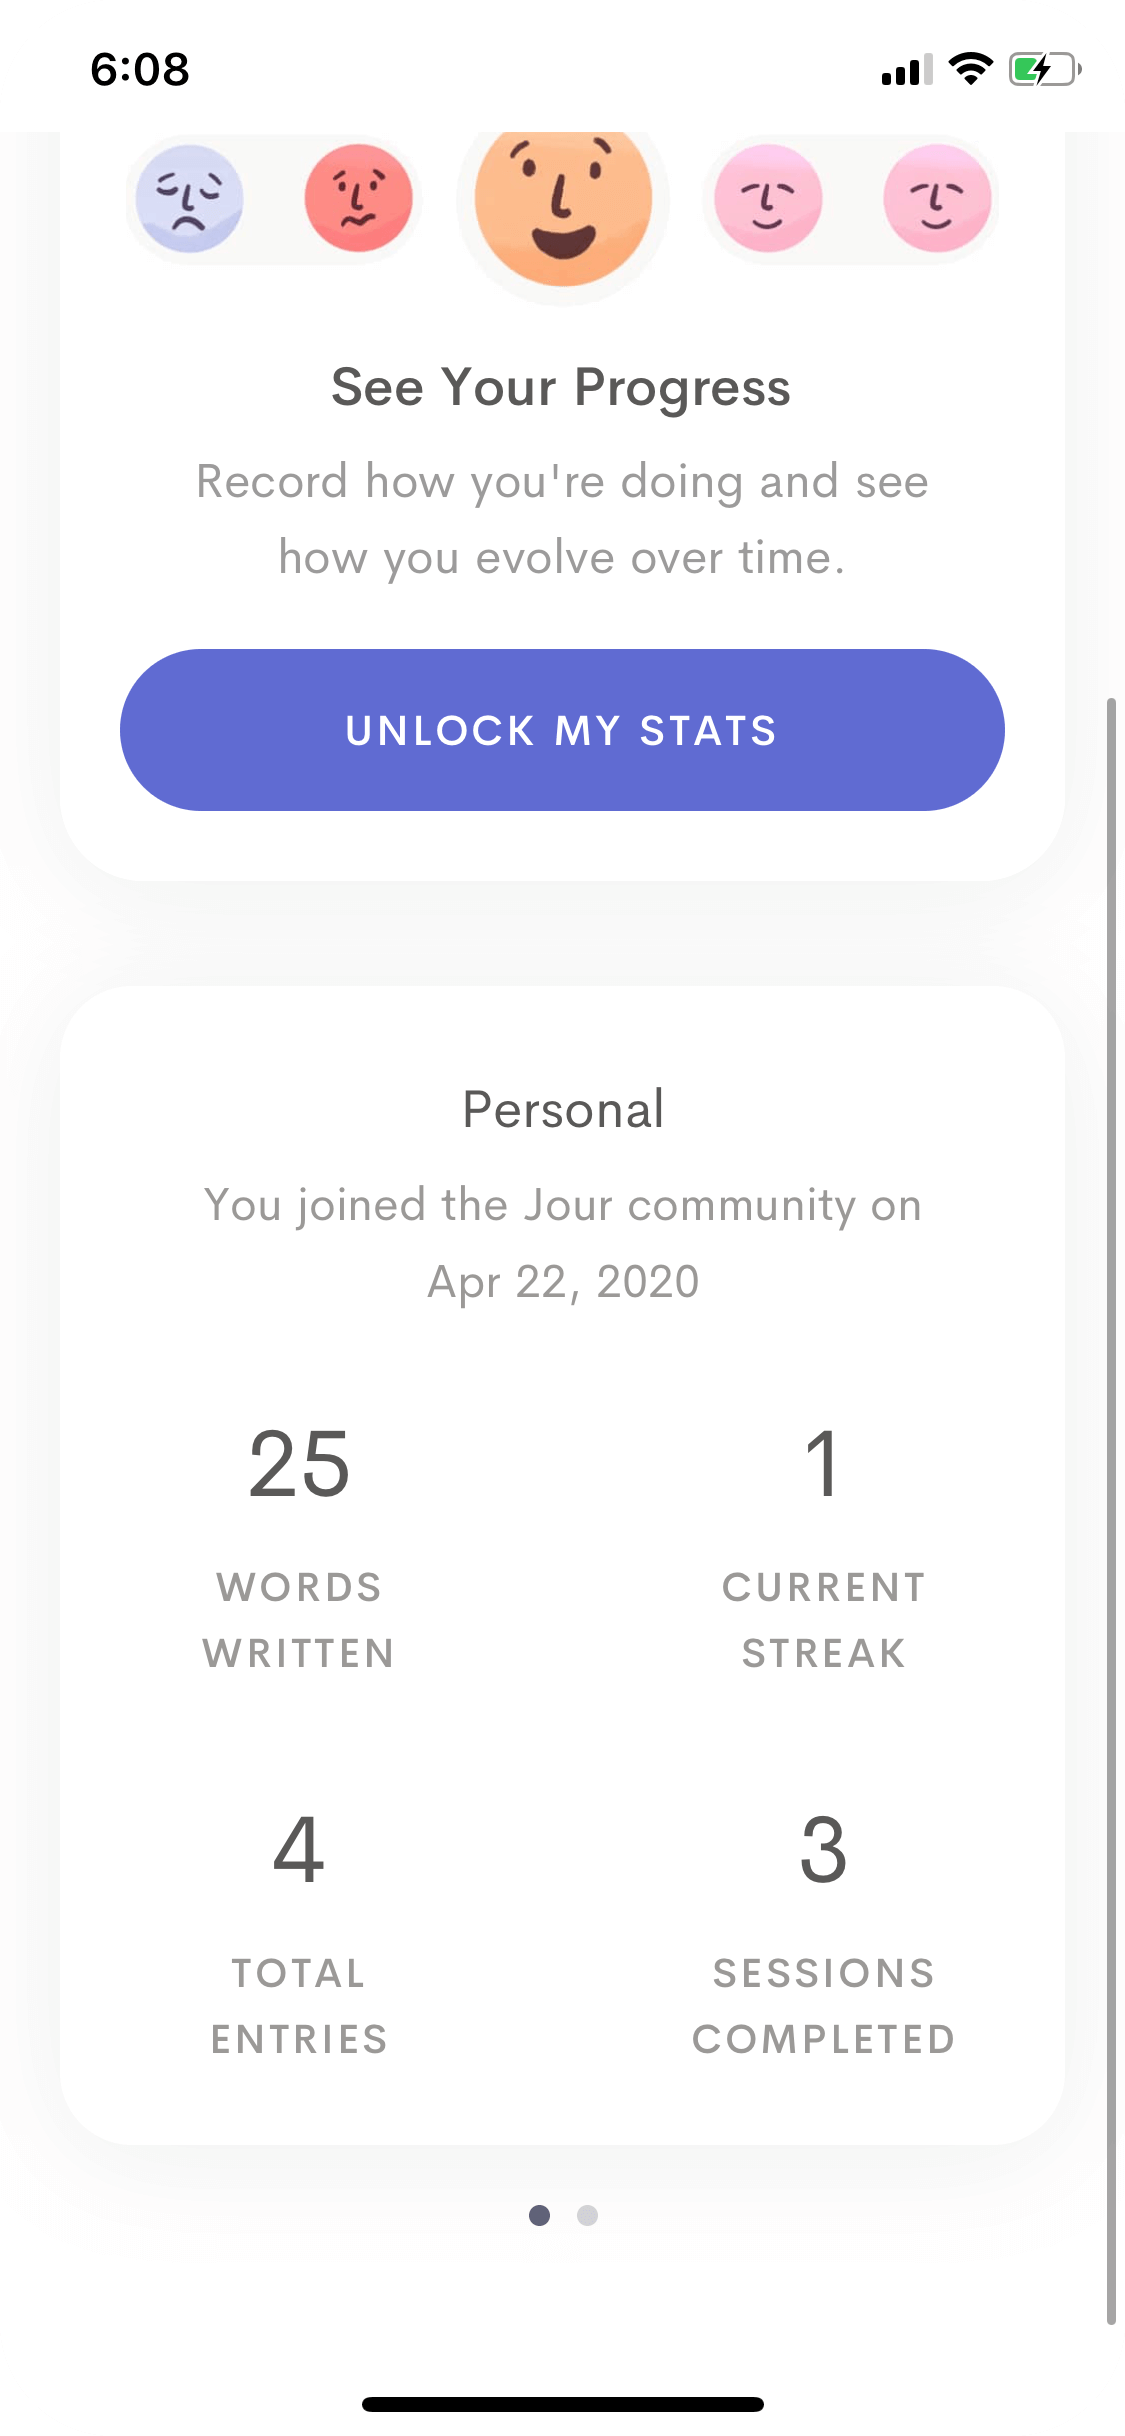 6:08
See Your Progress
Record how you're doing and see
how you evolve over time.
UNLOCK MY STATS
Personal
You joined the Jour community on
Apr 22, 2020
25
WORDS
WRITTEN
1
CURRENT
STREAK
4
TOTAL
ENTRIES
3
SESSIONS
COMPLETED